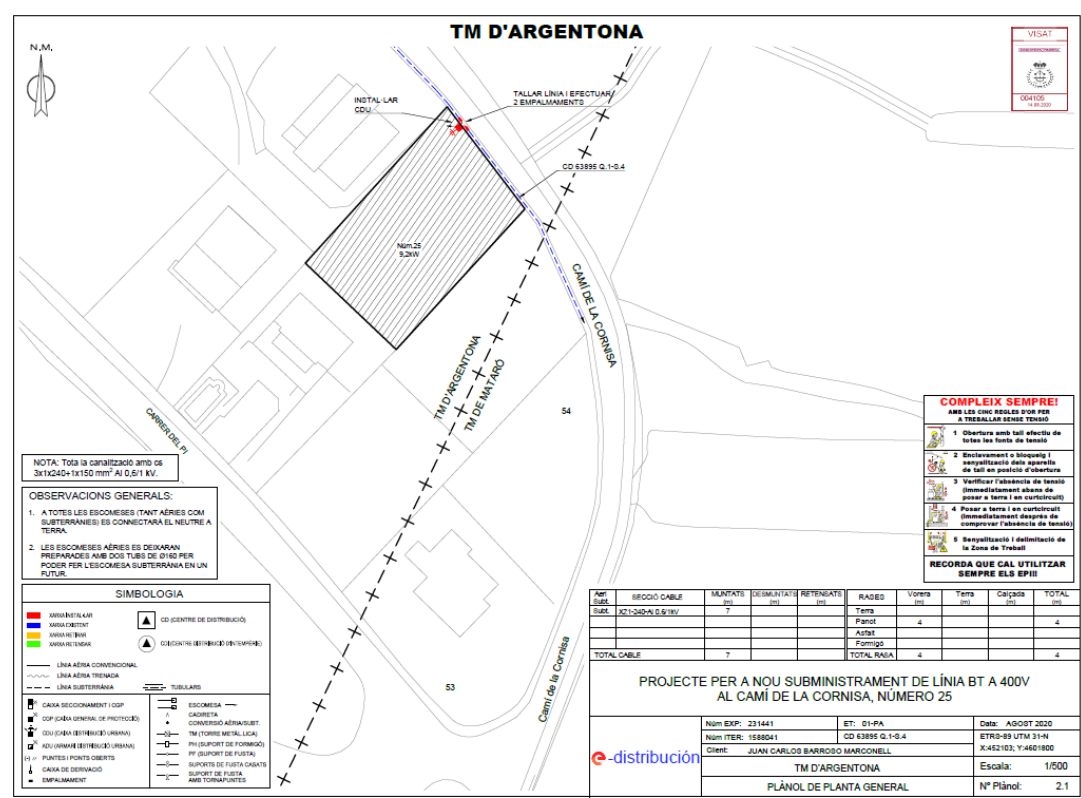 TM D'ARGENTONA
N.M.
VISAT
004105
14.08.2020
INSTAL·LAR
CDU
TALLAR LÍNIA I EFECTUAR
2 EMPALMAMENTS
CD 63895 Q.1-S.4
Núm.25
9,2kW
CAMÍ DE LA CORNISA
TM D'ARGENTONA
TM DE MATARÓ
54
CARRER DEL PI
53
Camí de la Cornisa
NOTA: Tota la canalització amb cs
3x1x240+1x150 mm² Al 0,6/1 kV.
OBSERVACIONS GENERALS:
1. A TOTES LES ESCOMESES (TANT AÈRIES COM
SUBTERRÀNIES) ES CONNECTARÀ EL NEUTRE A
TERRA.
2. LES ESCOMESES AÈRIES ES DEIXARAN
PREPARADES AMB DOS TUBS DE Ø160 PER
PODER FER L'ESCOMESA SUBTERRÀNIA EN UN
FUTUR.
SIMBOLOGIA
XARXA INSTAL·LAR
XARXA EXISTENT
XARXA RETIRAR
XARXA RETENSAR
CD (CENTRE DE DISTRIBUCIÓ)
CDI (CENTRE DISTRIBUCIÓ D'INTEMPÈRIE)
LÍNIA AÈRIA CONVENCIONAL
LÍNIA AÈRIA TRENADA
LÍNIA SUBTERRÀNIA
TUBULARS
CAIXA SECCIONAMENT I CGP
CGP (CAIXA GENERAL DE PROTECCIÓ)
CDU (CAIXA DISTRIBUCIÓ URBANA)
ADU (ARMARI DISTRIBUCIÓ URBANA)
PUNTES I PONTS OBERTS
CAIXA DE DERIVACIÓ
EMPALMAMENT
ESCOMESA
CADIRETA
CONVERSIÓ AÈRIA/SUBT.
TM (TORRE METÀL.LICA)
PH (SUPORT DE FORMIGÓ)
PF (SUPORT DE FUSTA)
SUPORTS DE FUSTA CASATS
SUPORT DE FUSTA
AMB TORNAPUNTES
COMPLEIX SEMPRE!
AMB LES CINC REGLES D'OR PER
A TREBALLAR SENSE TENSIÓ
1 Obertura amb tall efectiu de
totes les fonts de tensió
2 Enclavament o bloqueig i
senyalització dels aparells
de tall en posició d'obertura
3 Verificar l'absència de tensió
(immediatament abans de
posar a terra i en curtcircuit)
4 Posar a terra i en curtcircuit
(immediatament després de
comprovar l'absència de tensió)
5 Senyalització i delimitació de
la Zona de Treball
RECORDA QUE CAL UTILITZAR
SEMPRE ELS EPI!!
Aeri Subt. SECCIÓ CABLE MUNTATS (m) DESMUNTATS (m) RETENSATS (m) RASES Vorera (m) Terra (m) Calçada (m) TOTAL (m)
Subt. XZ1-240-Al 0.6/1kV 7 Terra
Panot 4 4
Asfalt
Formigó
TOTAL CABLE 7 TOTAL RASA 4 4
PROJECTE PER A NOU SUBMINISTRAMENT DE LÍNIA BT A 400V
AL CAMÍ DE LA CORNISA, NÚMERO 25
e-distribución
Núm EXP: 231441 ET: 01-PA Data: AGOST 2020
Núm ITER: 1588041 CD 63895 Q.1-S.4 ETRS-89 UTM 31-N
Client: JUAN CARLOS BARROSO MARCONELL X:452103; Y:4601800
TM D'ARGENTONA Escala: 1/500
PLÀNOL DE PLANTA GENERAL Nº Plànol: 2.1